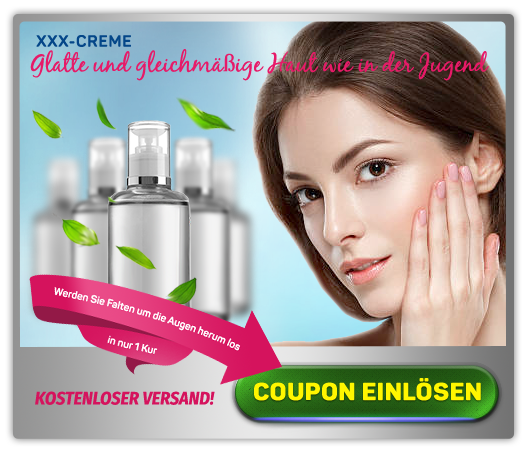 XXX-CREME
Glatte und gleichmäßige Haut wie in der Jugend
Werden Sie Falten um die Augen herum los
in nur 1 Kur
KOSTENLOSER VERSAND!
COUPON EINLÖSEN